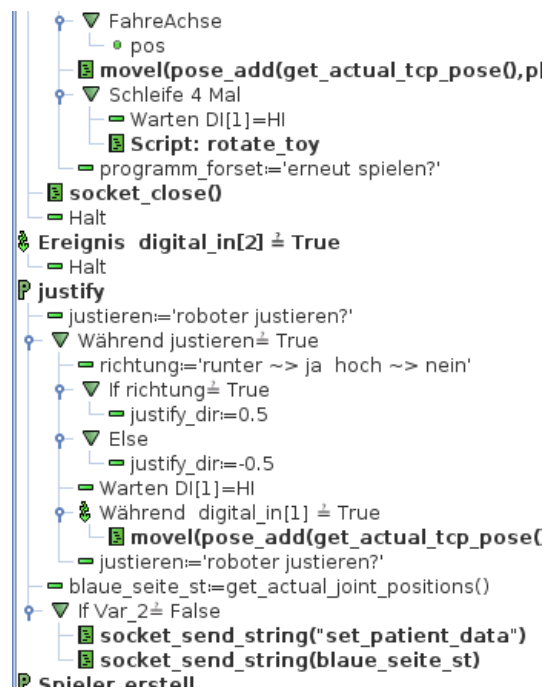 FahreAchse
pos
movel(pose_add(get_actual_tcp_pose(),p
Schleife 4 Mal
Warten DI[1]=HI
Script: rotate_toy
programm_forset:='erneut spielen?'
socket_close()
Halt
Ereignis digital_in[2] ≟ True
Halt
justify
justieren:='roboter justieren?'
Während justieren≟ True
richtung:='runter ~> ja hoch ~> nein'
If richtung≟ True
justify_dir:=0.5
Else
justify_dir:=-0.5
Warten DI[1]=HI
Während digital_in[1] ≟ True
movel(pose_add(get_actual_tcp_pose(
justieren:='roboter justieren?'
blaue_seite_st:=get_actual_joint_positions()
If Var_2≟ False
socket_send_string("set_patient_data")
socket_send_string(blaue_seite_st)
Spieler_erstell